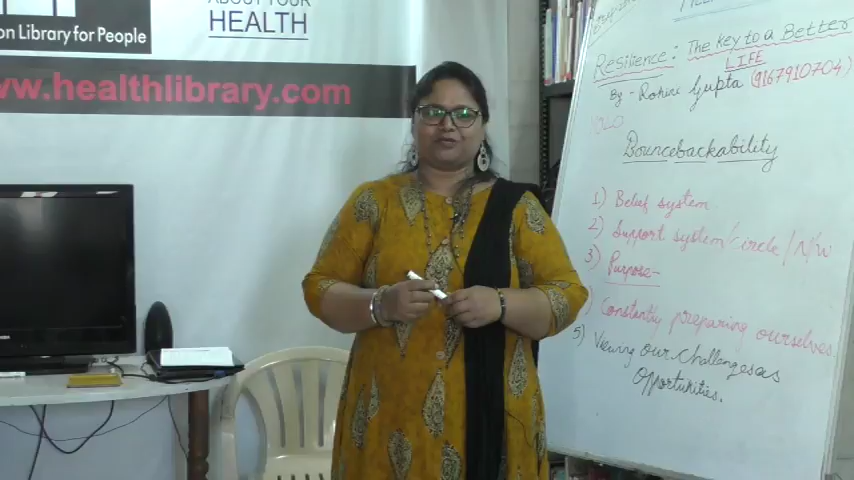 on Library for People
ABOUT YOUR
HEALTH
www.healthlibrary.com
Resilience: The key to a Better
LIFE
By - Rohini Gupta (9167910704)
YOLO
Bouncebackability
1) Belief system
2) Support system/circle/N/W
3) Purpose-
) Constantly preparing ourselves
5) Viewing our challenges as
Opportunities.